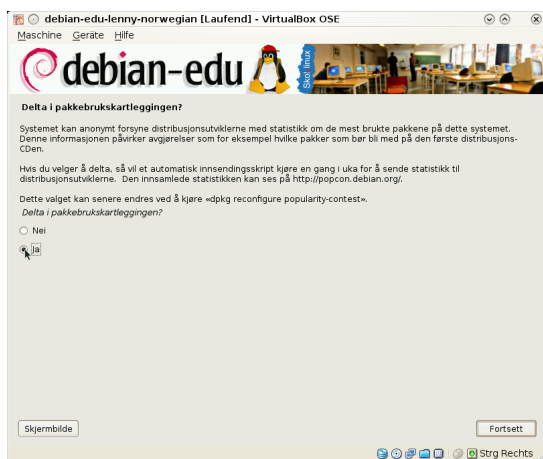 debian-edu-lenny-norwegian [Laufend] - VirtualBox OSE
Maschine Geräte Hilfe
debian-edu
Skol linux
Delta i pakkebrukskartleggingen?
Systemet kan anonymt forsyne distribusjonsutviklerne med statistikk om de mest brukte pakkene på dette systemet.
Denne informasjonen påvirker avgjørelser som for eksempel hvilke pakker som bør bli med på den første distribusjons-
CDen.
Hvis du velger å delta, så vil et automatisk innsendingsskript kjøre en gang i uka for å sende statistikk til
distribusjonsutviklerne. Den innsamlede statistikken kan ses på http://popcon.debian.org/.
Dette valget kan senere endres ved å kjøre «dpkg reconfigure popularity-contest».
Delta i pakkebrukskartleggingen?
Nei
Ja
Skjermbilde
Fortsett
Strg Rechts